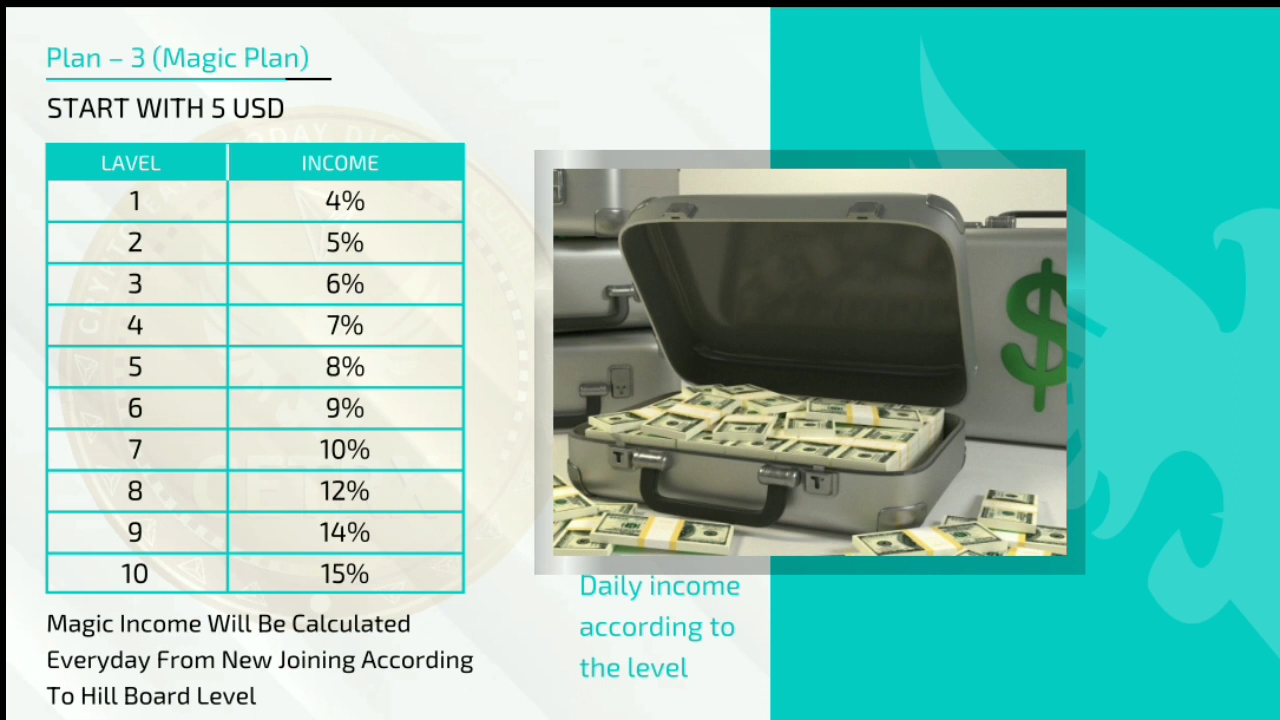 Plan – 3 (Magic Plan)
START WITH 5 USD
LAVEL INCOME
1 4%
2 5%
3 6%
4 7%
5 8%
6 9%
7 10%
8 12%
9 14%
10 15%
Magic Income Will Be Calculated
Everyday From New Joining According
To Hill Board Level
$
Daily income
according to
the level